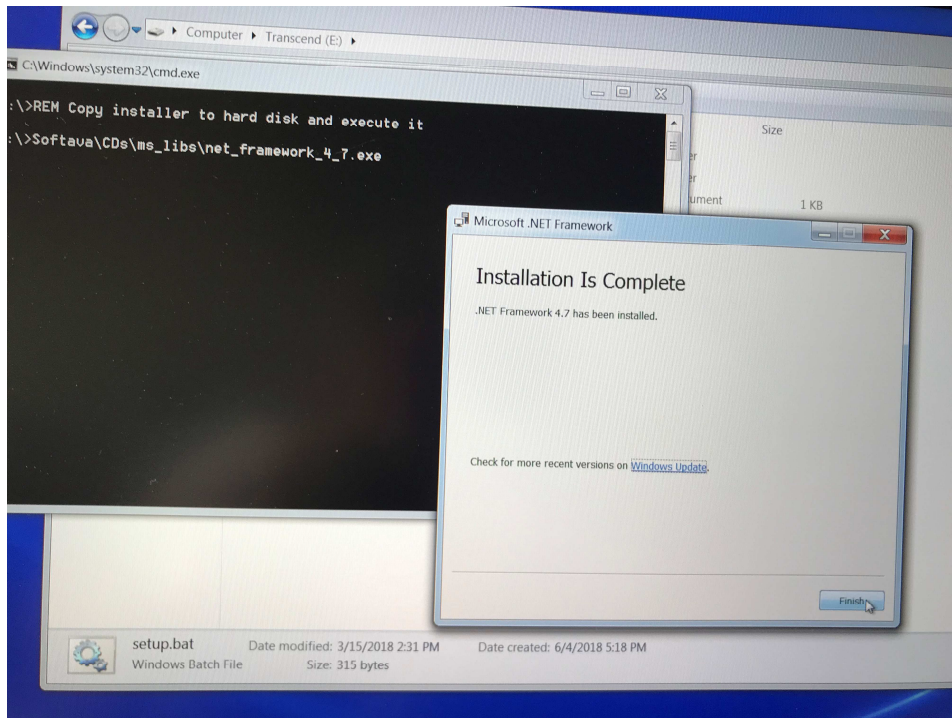 Computer Transcend (E:)
C:\Windows\system32\cmd.exe
:\>REM Copy installer to hard disk and execute it
:\>Softava\CDs\ms_libs\net_framework_4_7.exe
Size
er
er
ument 1 KB
Microsoft .NET Framework
Installation Is Complete
.NET Framework 4.7 has been installed.
Check for more recent versions on Windows Update.
Finish
setup.bat Date modified: 3/15/2018 2:31 PM Date created: 6/4/2018 5:18 PM
Windows Batch File Size: 315 bytes